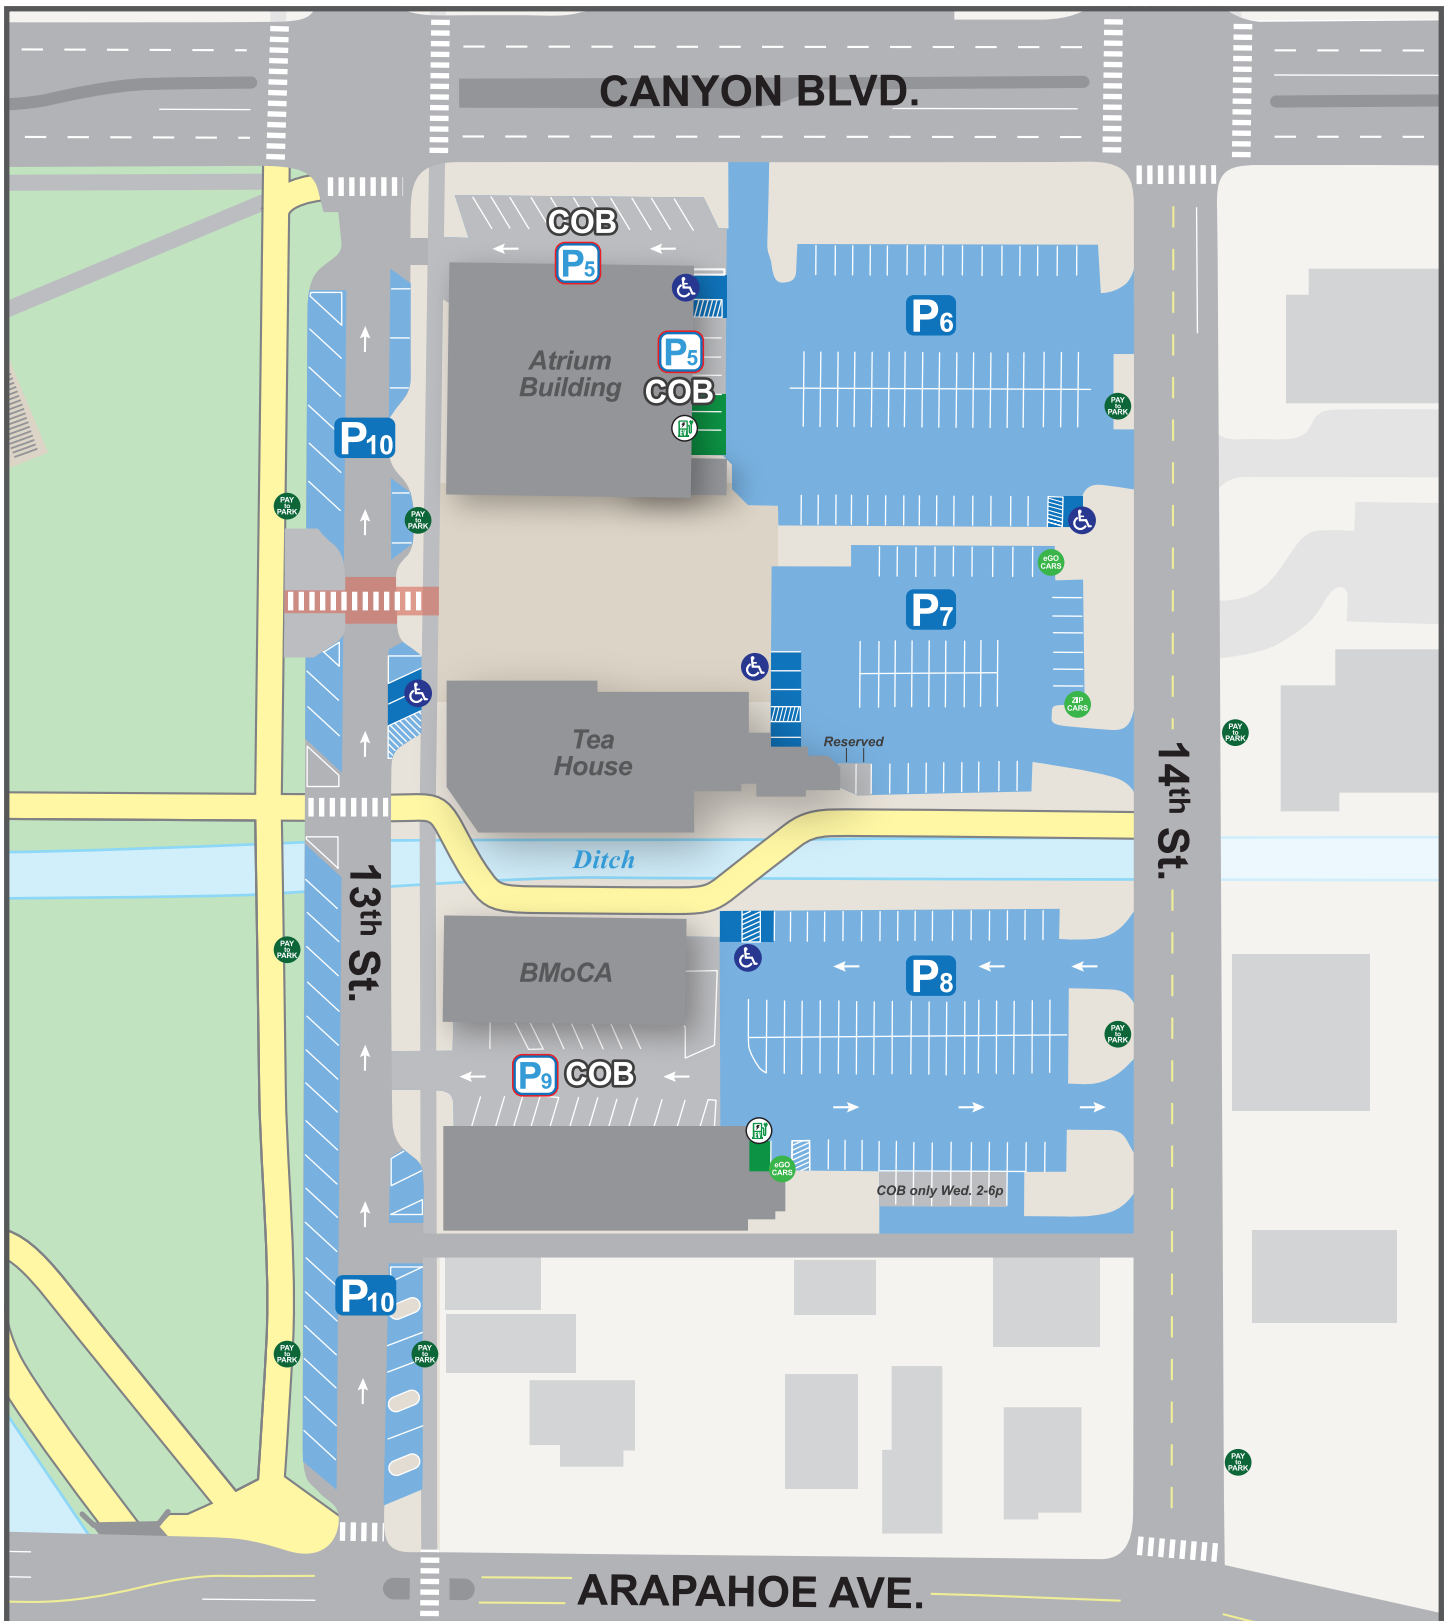 CANYON BLVD.
COB
P5
P6
Atrium
Building
P5
COB
PAY
to
PARK
P10
PAY
to
PARK
PAY
to
PARK
eGO
CARS
P7
ZIP
CARS
Tea
House
Reserved
PAY
to
PARK
14th St.
Ditch
13th St.
PAY
to
PARK
BMoCA
P8
PAY
to
PARK
P9 COB
eGO
CARS
COB only Wed. 2-6p
P10
PAY
to
PARK
PAY
to
PARK
PAY
to
PARK
ARAPAHOE AVE.